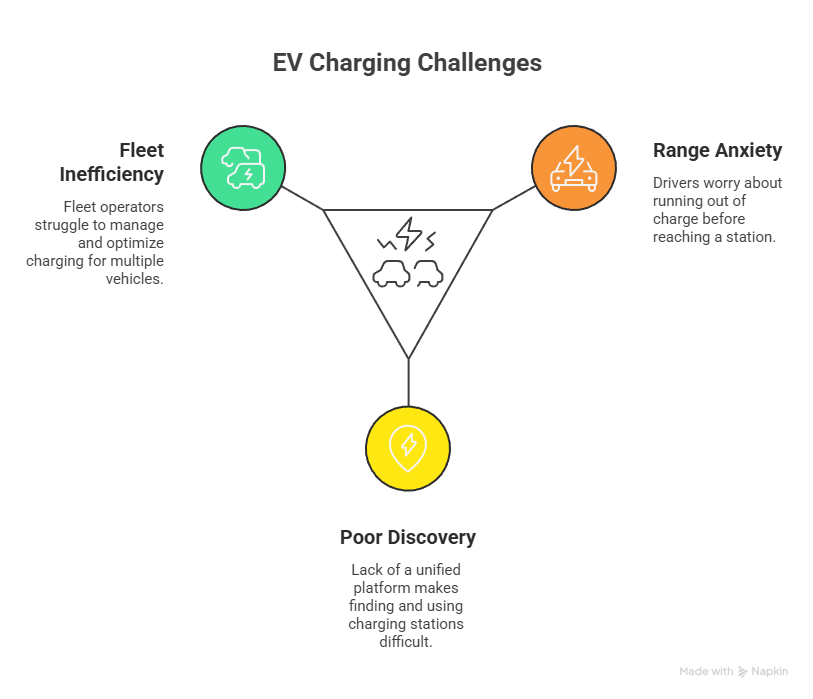 EV Charging Challenges
Fleet
Inefficiency
Fleet operators
struggle to manage
and optimize
charging for multiple
vehicles.
Range Anxiety
Drivers worry about
running out of
charge before
reaching a station.
Poor Discovery
Lack of a unified
platform makes
finding and using
charging stations
difficult.
Made with Napkin